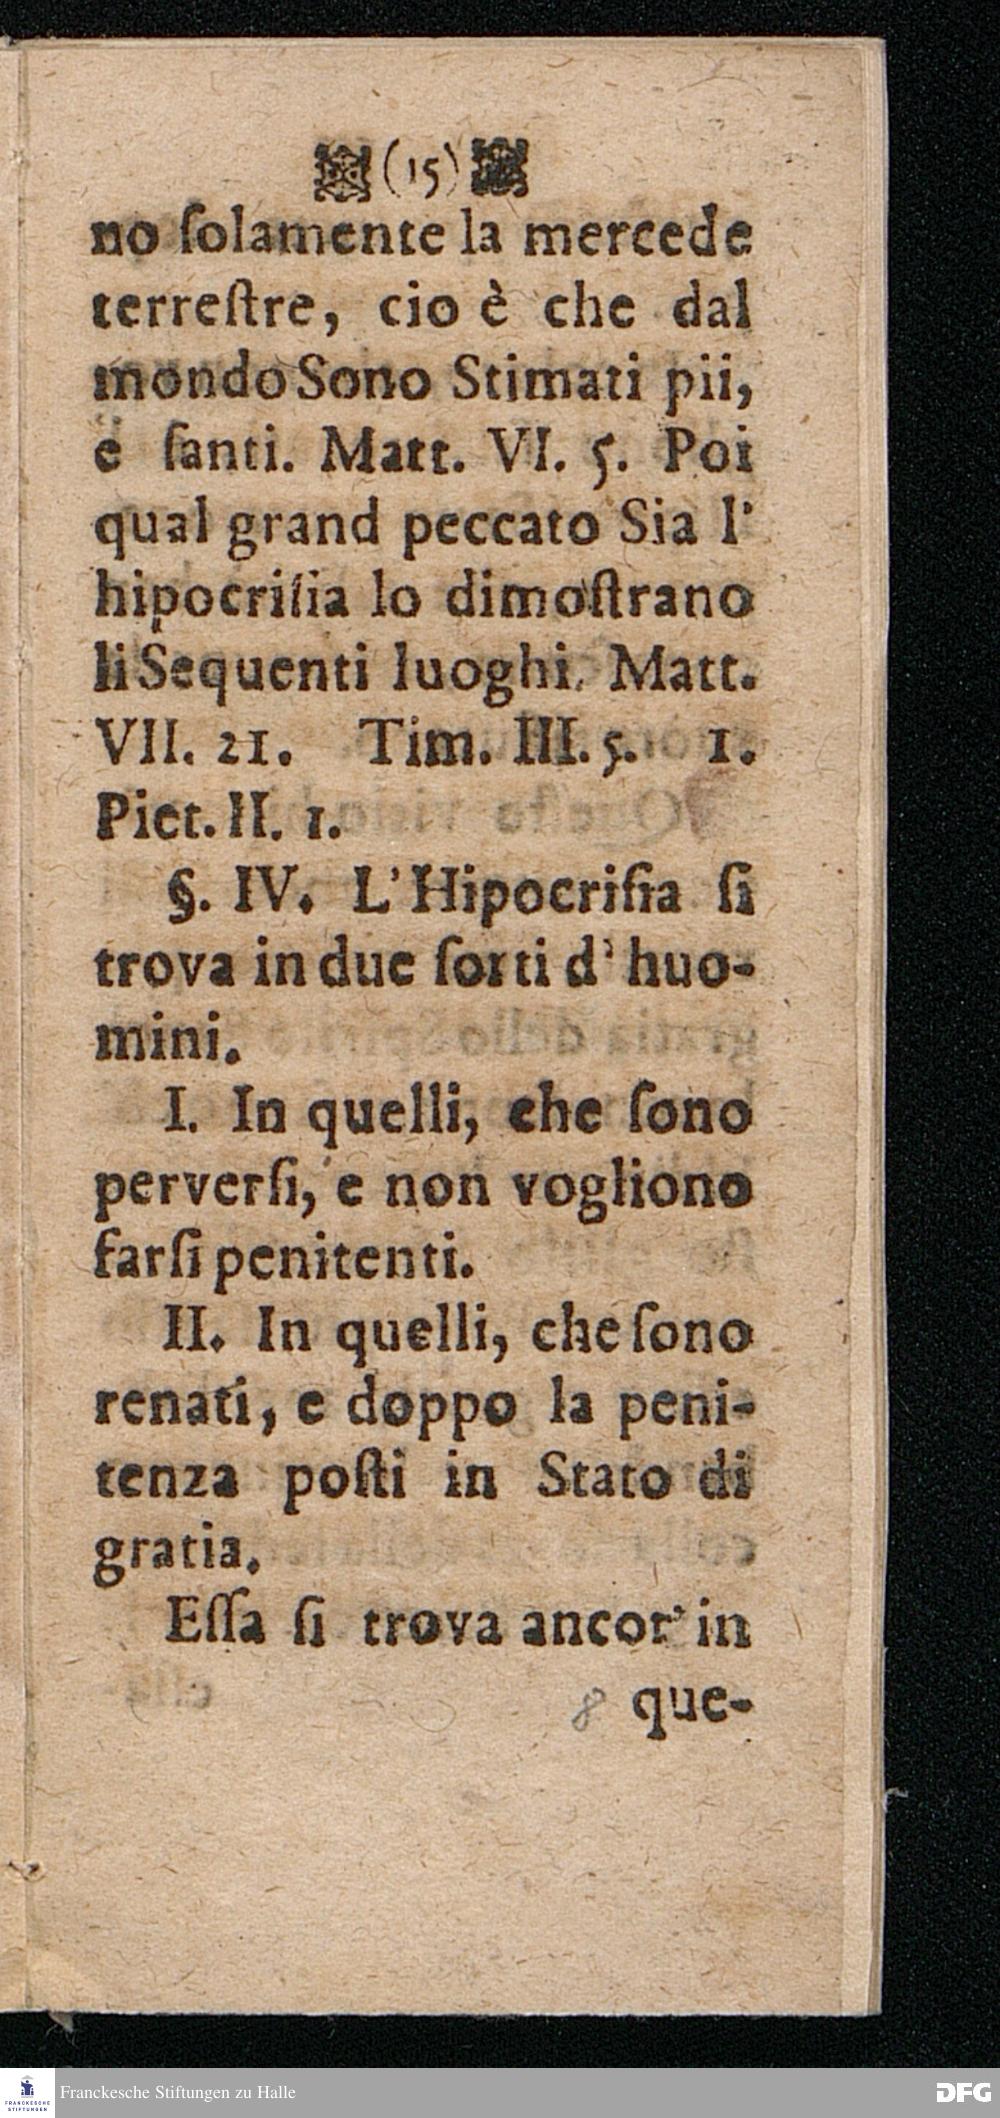 (15)
no ſolamente la mercede
terreſtre, cio è che dal
mondo Sono Stimati pii,
e ſanti. Matt. VI. 5. Poi
qual grand peccato Sia l'
hipocriſia lo dimoſtrano
li Sequenti luoghi. Matt.
VII. 21. Tim. III. 5. 1.
Piet. II. 1.
§. IV. L'Hipocriſia ſi
trova in due ſorti d' huo-
mini.
I. In quelli, che ſono
perverſi, e non vogliono
farſi penitenti.
II. In quelli, che ſono
renati, e doppo la peni-
tenza poſti in Stato di
gratia.
Eſſa ſi trova ancor' in
8 que-
FRANCKESCHE
STIFTUNGEN
Franckesche Stiftungen zu Halle
DFG